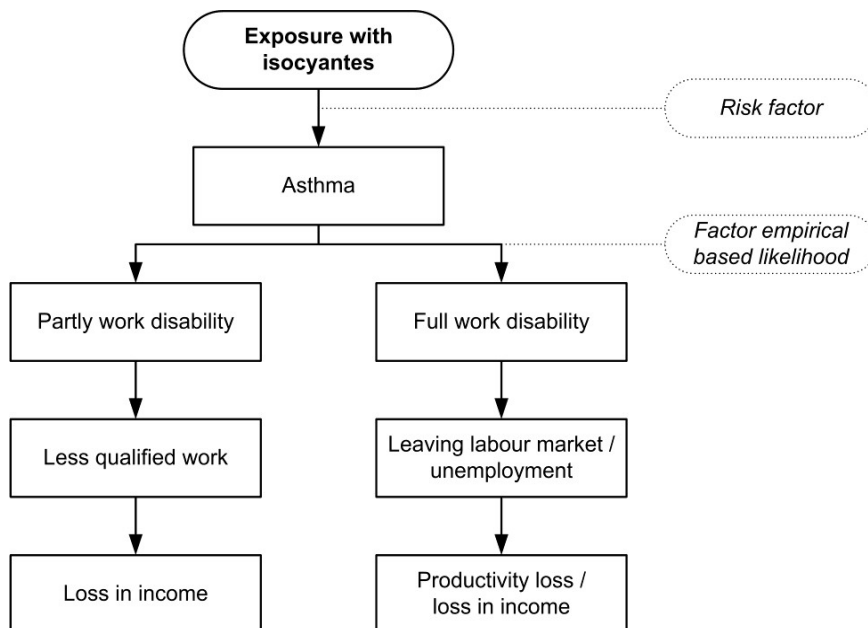 Exposure with
isocyantes
Risk factor
Asthma
Factor empirical
based likelihood
Partly work disability
Full work disability
Less qualified work
Leaving labour market /
unemployment
Loss in income
Productivity loss /
loss in income